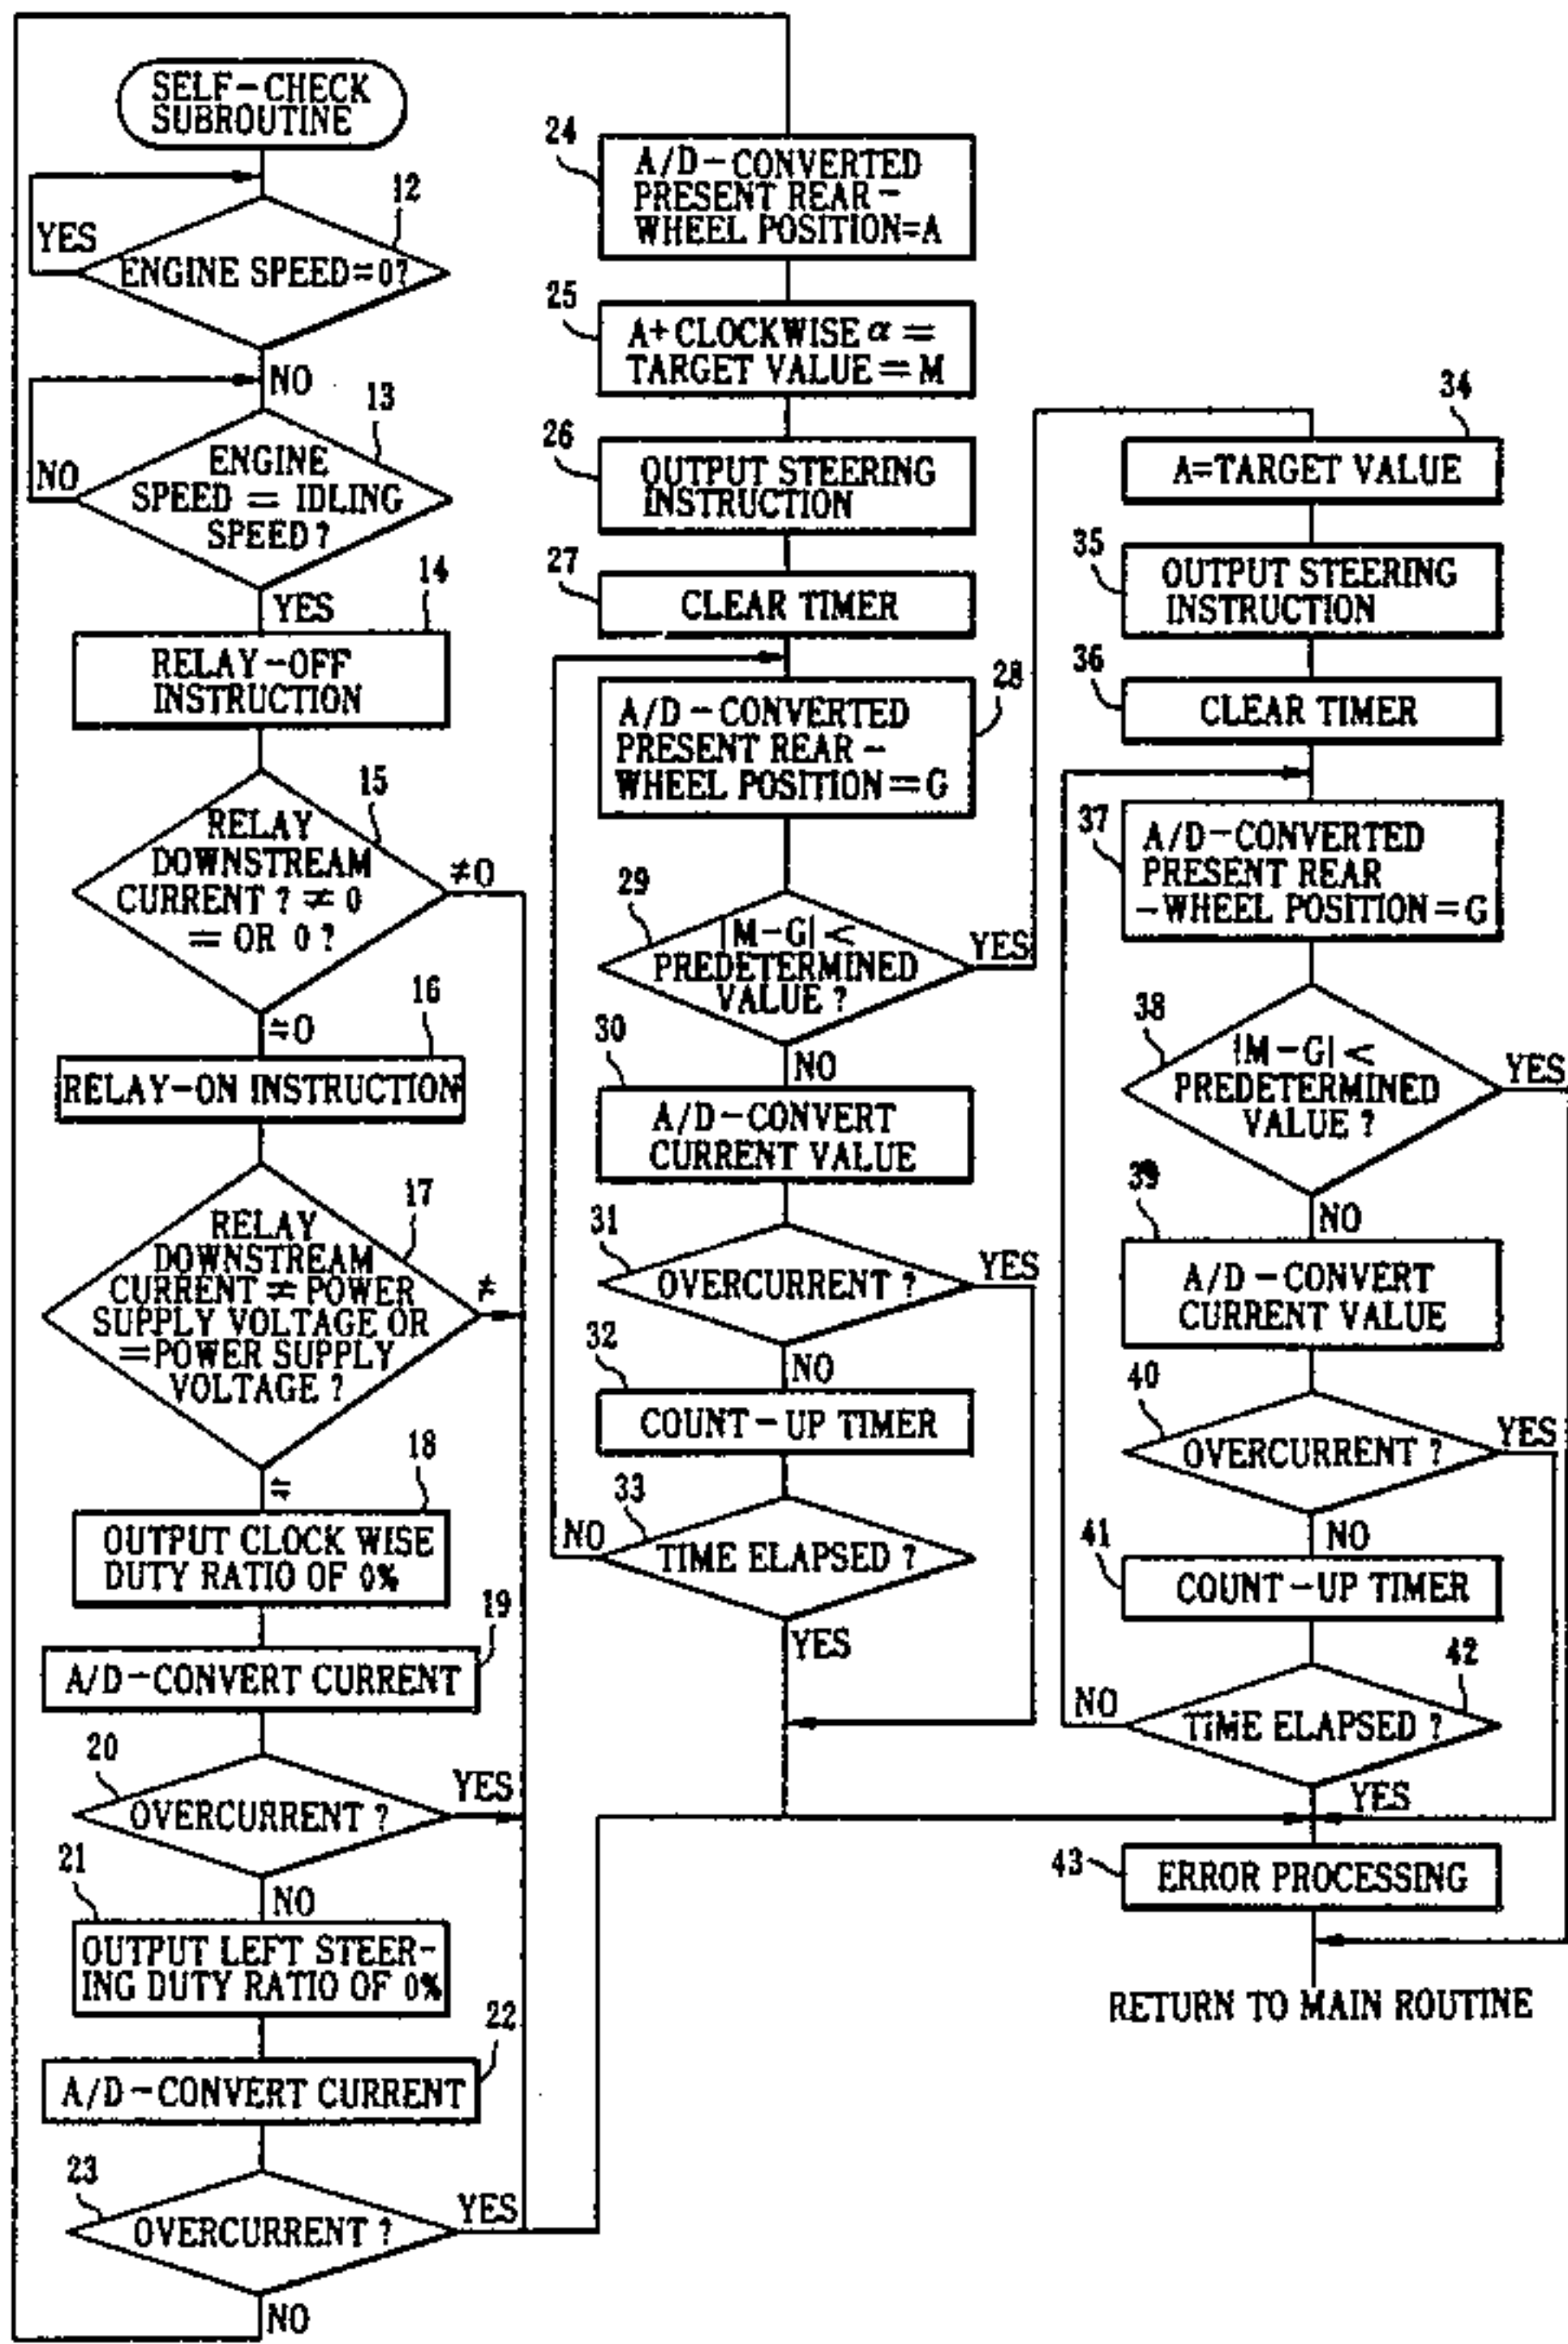 SELF-CHECK
SUBROUTINE
12
YES
ENGINE SPEED=0?
NO
13
NO
ENGINE
SPEED = IDLING
SPEED ?
YES
14
RELAY-OFF
INSTRUCTION
15
RELAY
DOWNSTREAM
CURRENT ? ≠ 0
= OR 0 ?
≠0
=0
16
RELAY-ON INSTRUCTION
17
RELAY
DOWNSTREAM
CURRENT ≠ POWER
SUPPLY VOLTAGE OR
=POWER SUPPLY
VOLTAGE ?
≠
=
18
OUTPUT CLOCK WISE
DUTY RATIO OF 0%
19
A/D-CONVERT CURRENT
20
OVERCURRENT ?
YES
NO
21
OUTPUT LEFT STEER-
ING DUTY RATIO OF 0%
22
A/D-CONVERT CURRENT
23
OVERCURRENT ?
YES
NO
24
A/D-CONVERTED
PRESENT REAR-
WHEEL POSITION=A
25
A+CLOCKWISE α =
TARGET VALUE = M
26
OUTPUT STEERING
INSTRUCTION
27
CLEAR TIMER
28
A/D-CONVERTED
PRESENT REAR-
WHEEL POSITION=G
29
|M-G| <
PREDETERMINED
VALUE ?
YES
NO
30
A/D-CONVERT
CURRENT VALUE
31
OVERCURRENT ?
YES
NO
32
COUNT-UP TIMER
33
NO
TIME ELAPSED ?
YES
34
A=TARGET VALUE
35
OUTPUT STEERING
INSTRUCTION
36
CLEAR TIMER
37
A/D-CONVERTED
PRESENT REAR
-WHEEL POSITION=G
38
|M-G| <
PREDETERMINED
VALUE ?
YES
NO
39
A/D-CONVERT
CURRENT VALUE
40
OVERCURRENT ?
YES
NO
41
COUNT-UP TIMER
42
NO
TIME ELAPSED ?
YES
43
ERROR PROCESSING
RETURN TO MAIN ROUTINE